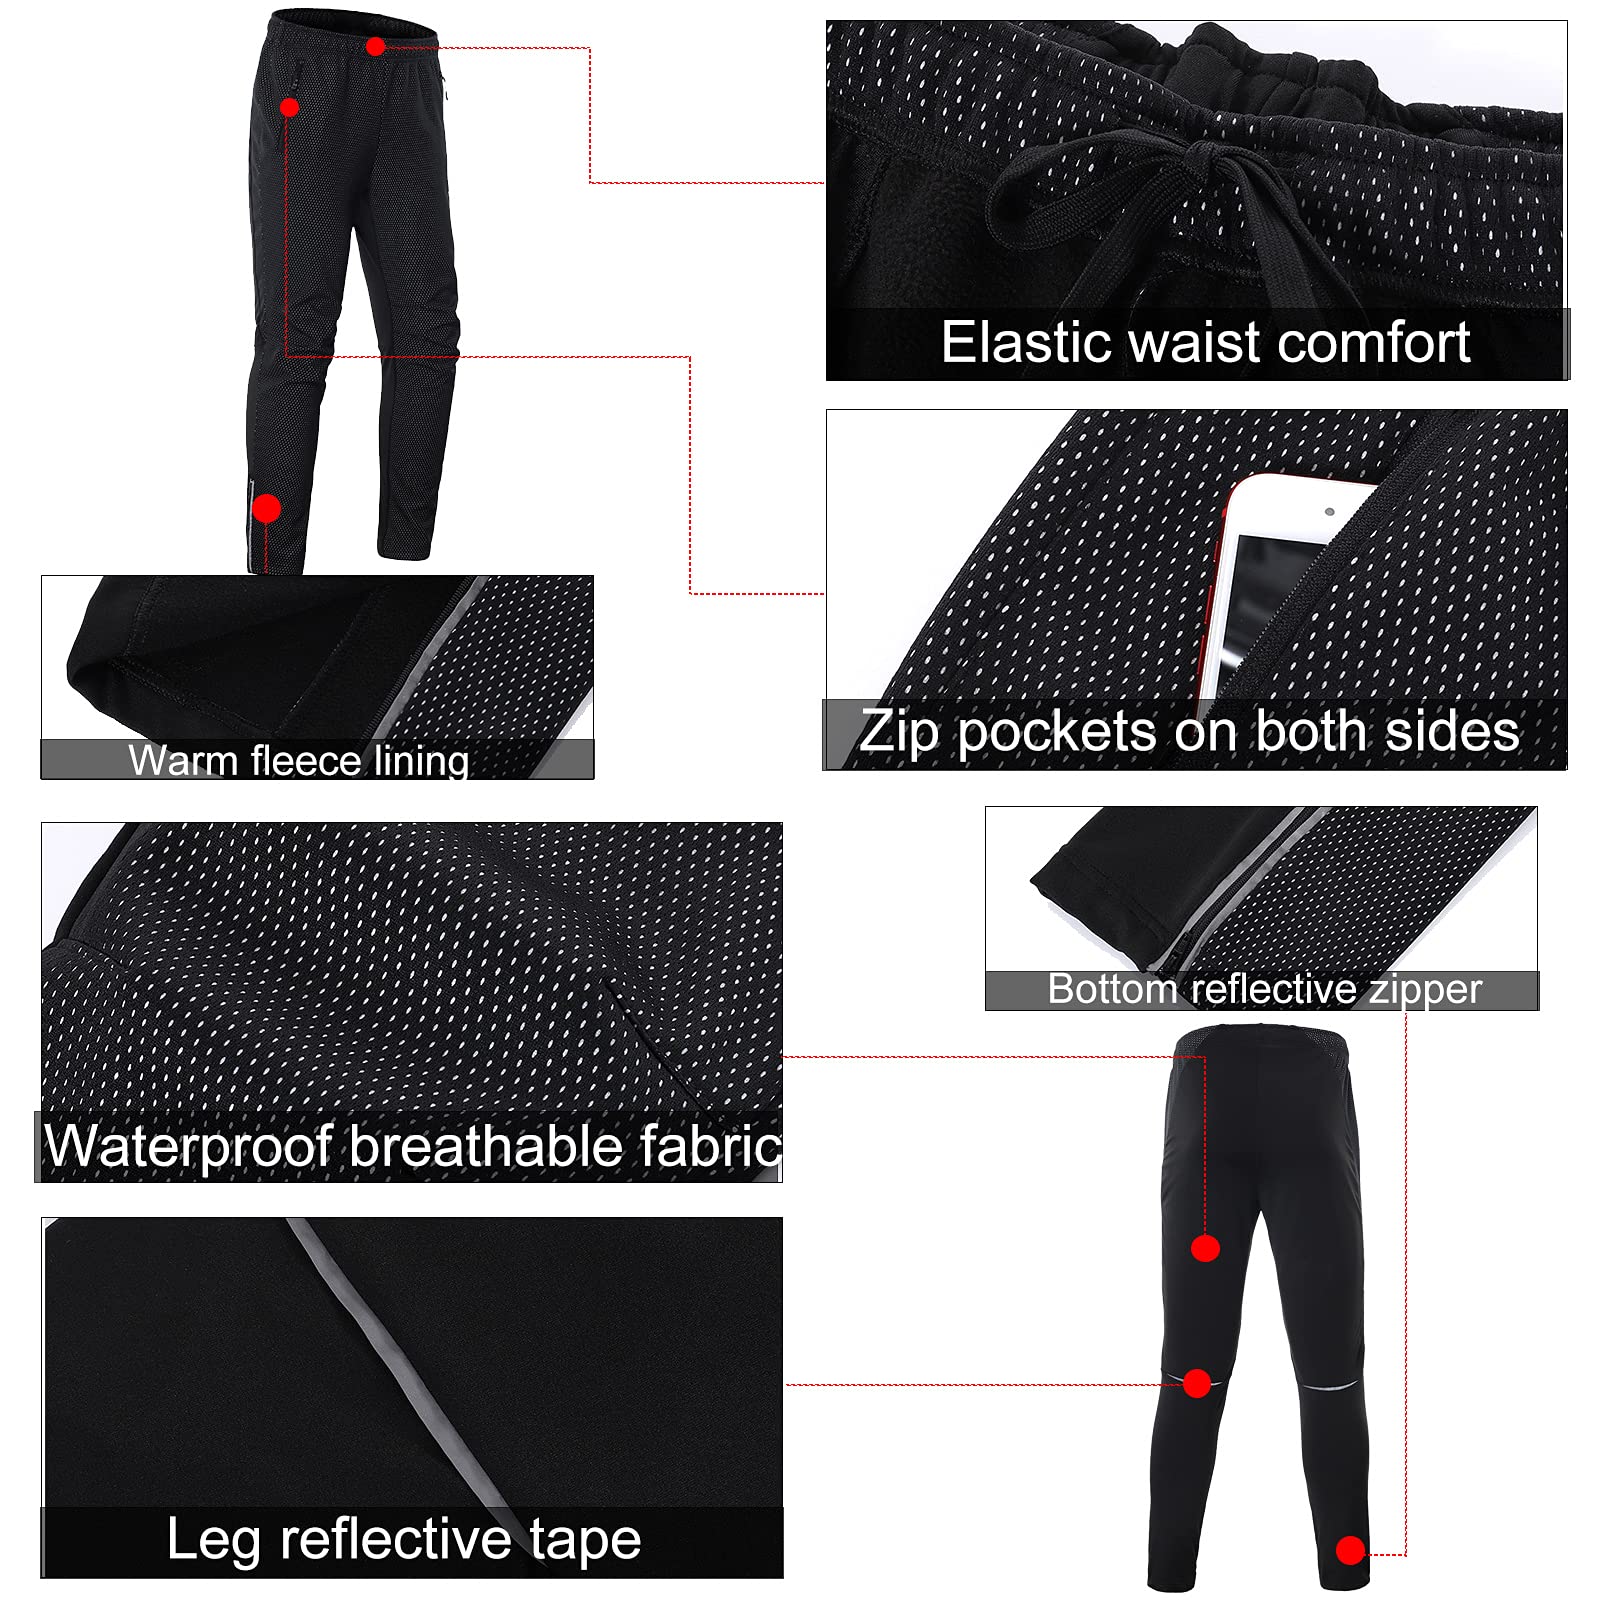 Elastic waist comfort
Zip pockets on both sides
Warm fleece lining
Waterproof breathable fabric
Bottom reflective zipper
Leg reflective tape